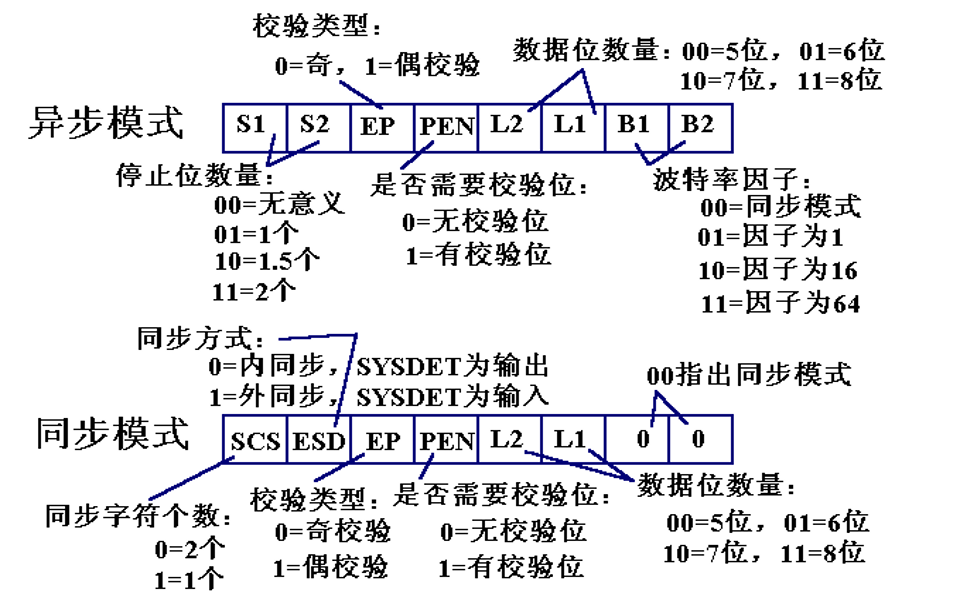 校验类型：
0=奇，1=偶校验
数据位数量：00=5位，01=6位
10=7位，11=8位
异步模式
S1 S2 EP PEN L2 L1 B1 B2
停止位数量：
00=无意义
01=1个
10=1.5个
11=2个
是否需要校验位：
0=无校验位
1=有校验位
波特率因子：
00=同步模式
01=因子为1
10=因子为16
11=因子为64
同步方式：
0=内同步，SYSDET为输出
1=外同步，SYSDET为输入
00指出同步模式
同步模式
SCS ESD EP PEN L2 L1 0 0
同步字符个数：
0=2个
1=1个
校验类型：
0=奇校验
1=偶校验
是否需要校验位：
0=无校验位
1=有校验位
数据位数量：
00=5位，01=6位
10=7位，11=8位